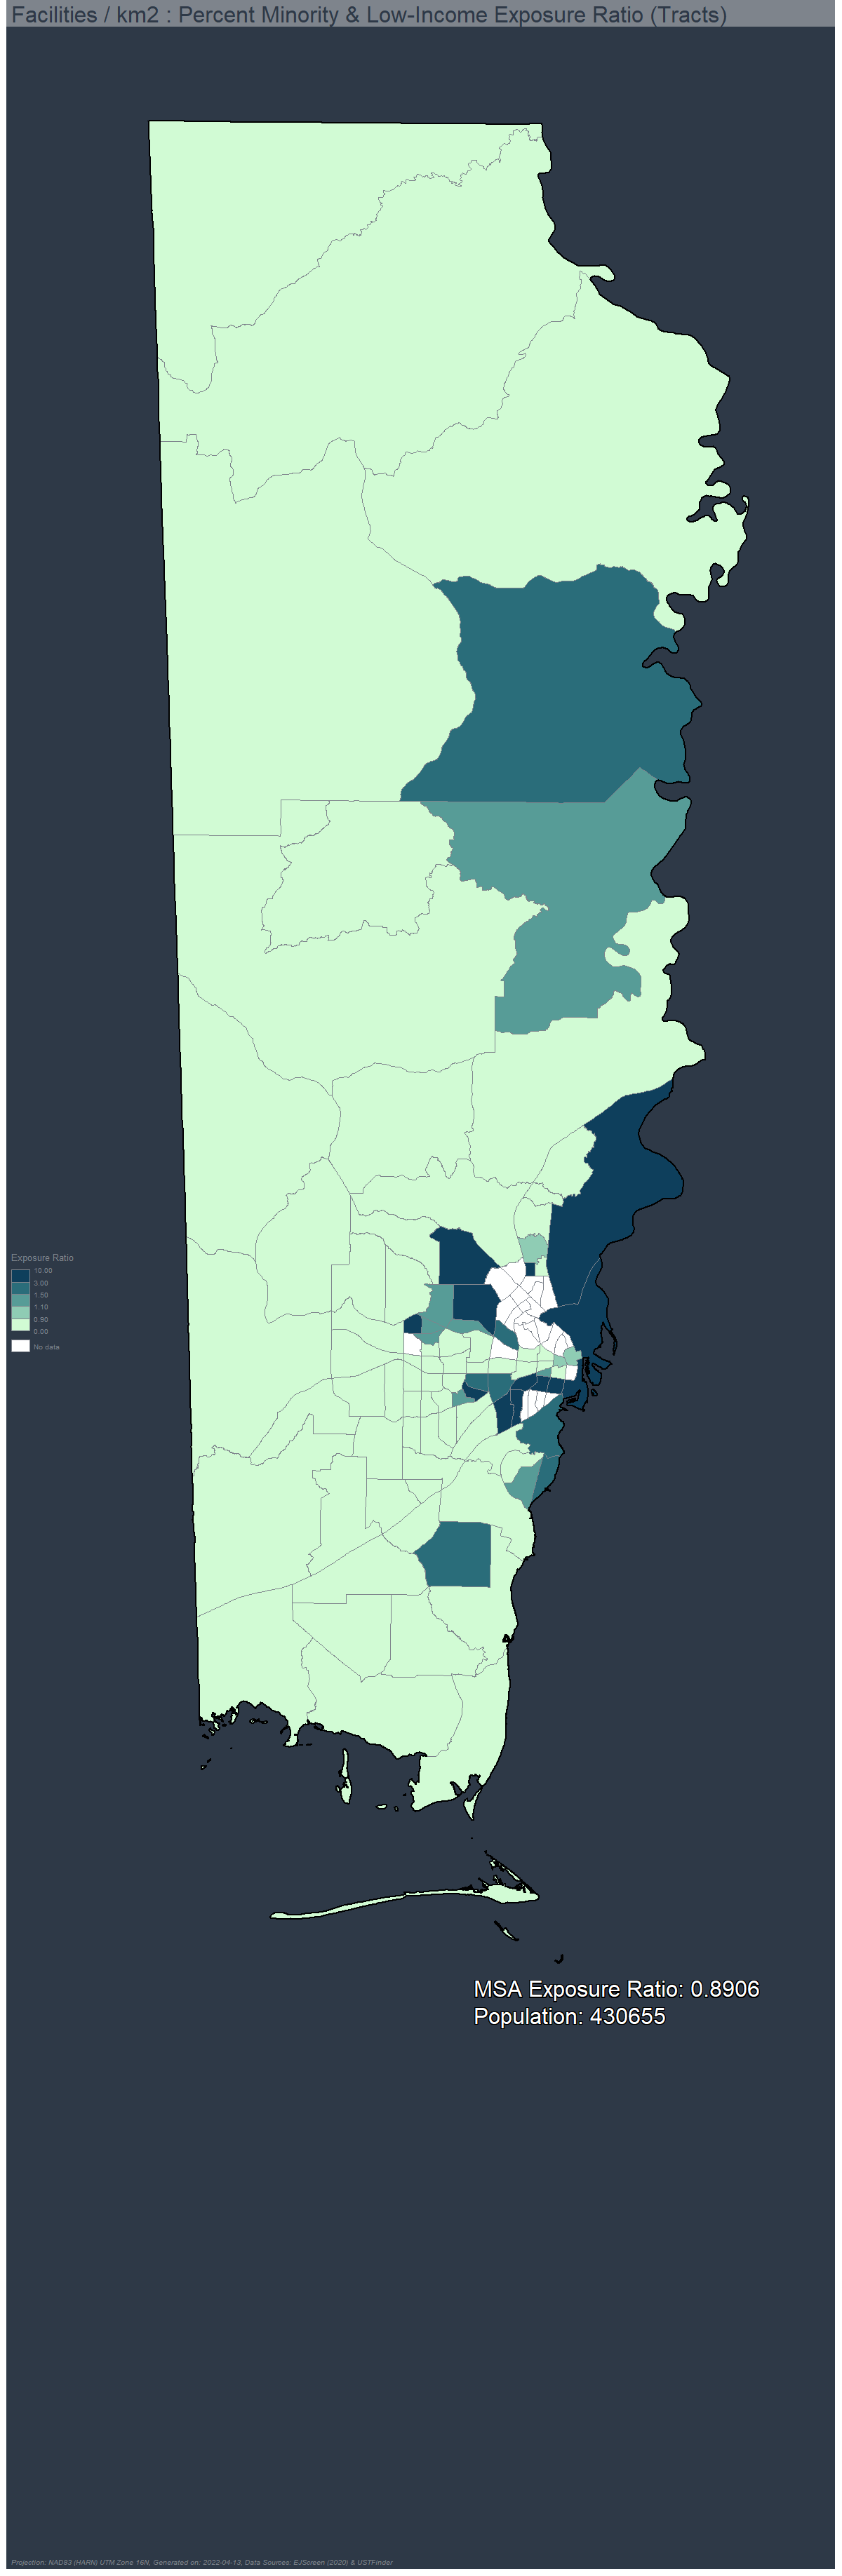 Facilities / km2 : Percent Minority & Low-Income Exposure Ratio (Tracts)
Exposure Ratio
10.00
3.00
1.50
1.10
0.90
0.00
No data
MSA Exposure Ratio: 0.8906
Population: 430655
Projection: NAD83 (HARN) UTM Zone 16N, Generated on: 2022-04-13, Data Sources: EJScreen (2020) & USTFinder